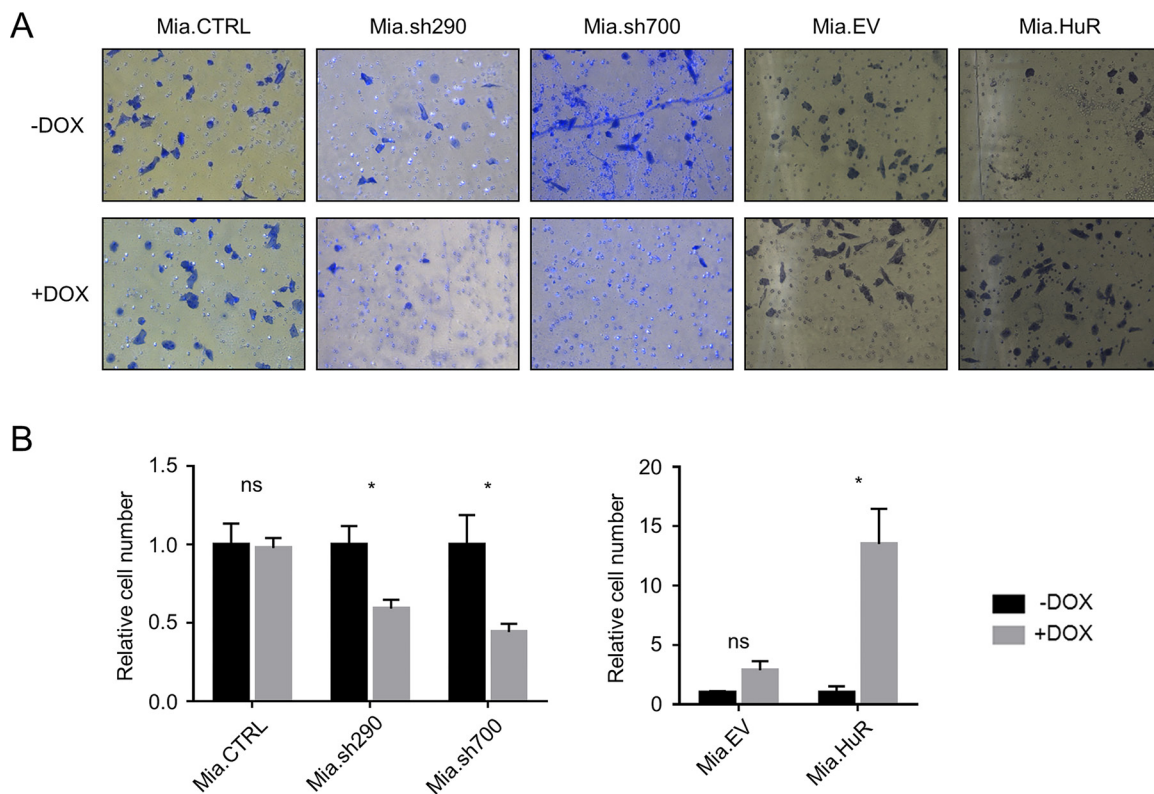 A
Mia.CTRL Mia.sh290 Mia.sh700 Mia.EV Mia.HuR
-DOX
+DOX
B
Relative cell number
1.5
1.0
0.5
0.0
ns * *
Mia.CTRL Mia.sh290 Mia.sh700
Relative cell number
20
15
10
5
0
ns *
Mia.EV Mia.HuR
-DOX
+DOX